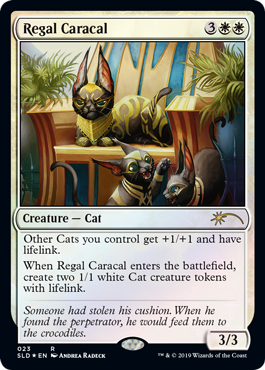 Regal Caracal 3
Creature — Cat
Other Cats you control get +1/+1 and have
lifelink.
When Regal Caracal enters the battlefield,
create two 1/1 white Cat creature tokens
with lifelink.
Someone had stolen his cushion. When he
found the perpetrator, he would feed them to
the crocodiles.
3/3
023 R
SLD ★ EN ANDREA RADECK
™ & © 2019 Wizards of the Coast